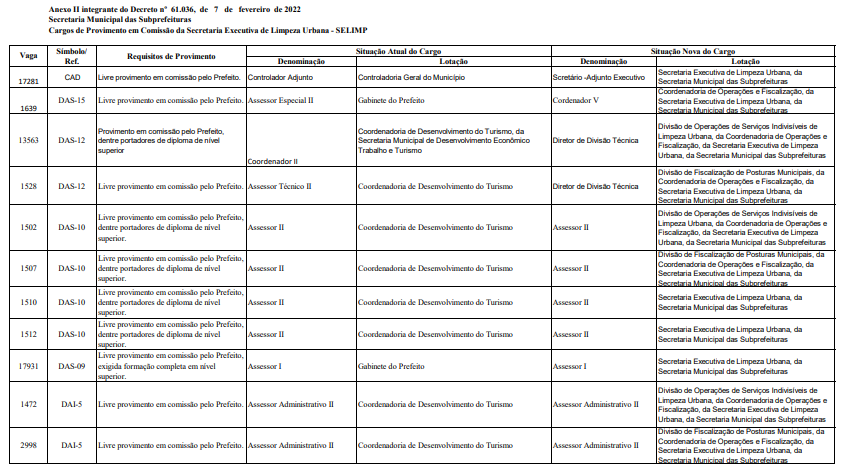 Anexo II integrante do Decreto nº 61.036, de 7 de fevereiro de 2022
Secretaria Municipal das Subprefeituras
Cargos de Provimento em Comissão da Secretaria Executiva de Limpeza Urbana - SELIMP
Vaga
Símbolo/
Ref.
Requisitos de Provimento
Situação Atual do Cargo
Situação Nova do Cargo
Denominação
Lotação
Denominação
Lotação
17281
CAD
Livre provimento em comissão pelo Prefeito.
Controlador Adjunto
Controladoria Geral do Município
Scretário -Adjunto Executivo
Secretaria Executiva de Limpeza Urbana, da
Secretaria Municipal das Subprefeituras
1639
DAS-15
Livre provimento em comissão pelo Prefeito.
Assessor Especial II
Gabinete do Prefeito
Cordenador V
Coordenadoria de Operações e Fiscalização, da
Secretaria Executiva de Limpeza Urbana, da
Secretaria Municipal das Subprefeituras
13563
DAS-12
Provimento em comissão pelo Prefeito,
dentre portadores de diploma de nível
superior
Coordenador II
Coordenadoria de Desenvolvimento do Turismo, da
Secretaria Municipal de Desenvolvimento Econômico
Trabalho e Turismo
Diretor de Divisão Técnica
Divisão de Operações de Serviços Indivisíveis de
Limpeza Urbana, da Coordenadoria de Operações e
Fiscalização, da Secretaria Executiva de Limpeza
Urbana, da Secretaria Municipal das Subprefeituras
1528
DAS-12
Livre provimento em comissão pelo Prefeito.
Assessor Técnico II
Coordenadoria de Desenvolvimento do Turismo
Diretor de Divisão Técnica
Divisão de Fiscalização de Posturas Municipais, da
Coordenadoria de Operações e Fiscalização, da
Secretaria Executiva de Limpeza Urbana, da
Secretaria Municipal das Subprefeituras
1502
DAS-10
Livre provimento em comissão pelo Prefeito,
dentre portadores de diploma de nível
superior.
Assessor II
Coordenadoria de Desenvolvimento do Turismo
Assessor II
Divisão de Operações de Serviços Indivisíveis de
Limpeza Urbana, da Coordenadoria de Operações e
Fiscalização, da Secretaria Executiva de Limpeza
Urbana, da Secretaria Municipal das Subprefeituras
1507
DAS-10
Livre provimento em comissão pelo Prefeito,
dentre portadores de diploma de nível
superior.
Assessor II
Coordenadoria de Desenvolvimento do Turismo
Assessor II
Divisão de Fiscalização de Posturas Municipais, da
Coordenadoria de Operações e Fiscalização, da
Secretaria Executiva de Limpeza Urbana, da
Secretaria Municipal das Subprefeituras
1510
DAS-10
Livre provimento em comissão pelo Prefeito,
dentre portadores de diploma de nível
superior.
Assessor II
Coordenadoria de Desenvolvimento do Turismo
Assessor II
Secretaria Executiva de Limpeza Urbana, da
Secretaria Municipal das Subprefeituras
1512
DAS-10
Livre provimento em comissão pelo Prefeito,
dentre portadores de diploma de nível
superior.
Assessor II
Coordenadoria de Desenvolvimento do Turismo
Assessor II
Secretaria Executiva de Limpeza Urbana, da
Secretaria Municipal das Subprefeituras
17931
DAS-09
Livre provimento em comissão pelo Prefeito,
exigida formação completa em nível
superior.
Assessor I
Gabinete do Prefeito
Assessor I
Secretaria Executiva de Limpeza Urbana, da
Secretaria Municipal das Subprefeituras
1472
DAI-5
Livre provimento em comissão pelo Prefeito.
Assessor Administrativo II
Coordenadoria de Desenvolvimento do Turismo
Assessor Administrativo II
Divisão de Operações de Serviços Indivisíveis de
Limpeza Urbana, da Coordenadoria de Operações e
Fiscalização, da Secretaria Executiva de Limpeza
Urbana, da Secretaria Municipal das Subprefeituras
2998
DAI-5
Livre provimento em comissão pelo Prefeito.
Assessor Administrativo II
Coordenadoria de Desenvolvimento do Turismo
Assessor Administrativo II
Divisão de Fiscalização de Posturas Municipais, da
Coordenadoria de Operações e Fiscalização, da
Secretaria Executiva de Limpeza Urbana, da
Secretaria Municipal das Subprefeituras